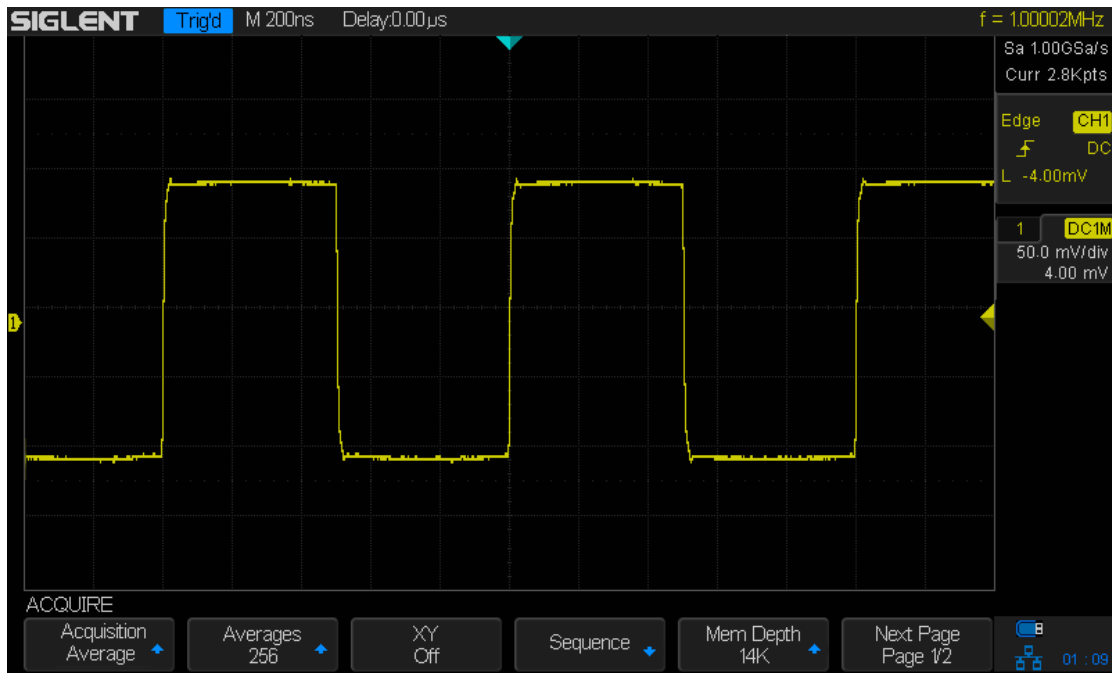 SIGLENT Trig'd M 200ns Delay:0.00µs f = 1.00002MHz
Sa 1.00GSa/s
Curr 2.8Kpts
Edge CH1
DC
L -4.00mV
1 DC1M
50.0 mV/div
4.00 mV
1
ACQUIRE
Acquisition
Average
Averages
256
XY
Off
Sequence
Mem Depth
14K
Next Page
Page 1/2
01 : 09